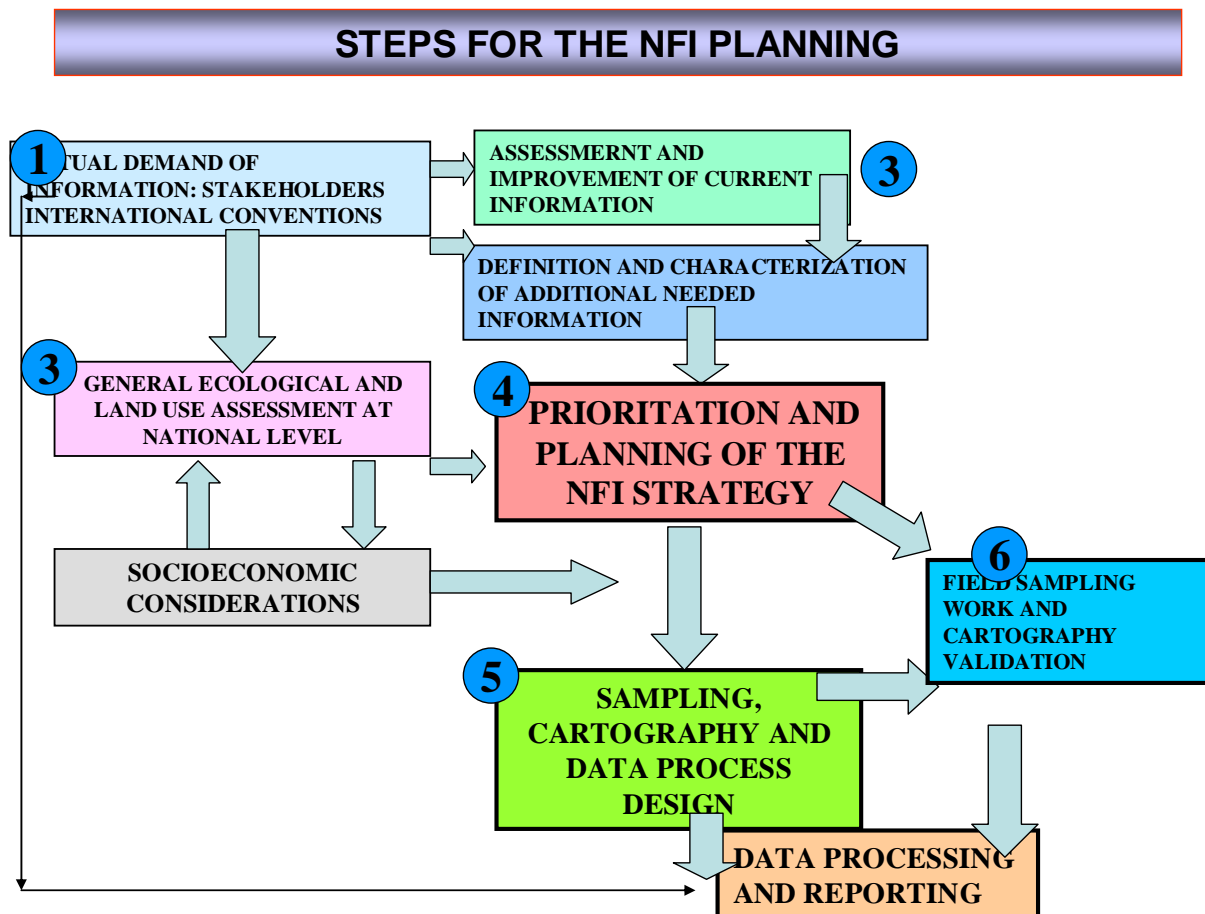 STEPS FOR THE NFI PLANNING
1
TUAL DEMAND OF
INFORMATION: STAKEHOLDERS
INTERNATIONAL CONVENTIONS
ASSESSMERNT AND
IMPROVEMENT OF CURRENT
INFORMATION
3
DEFINITION AND CHARACTERIZATION
OF ADDITIONAL NEEDED
INFORMATION
3
GENERAL ECOLOGICAL AND
LAND USE ASSESSMENT AT
NATIONAL LEVEL
4
PRIORITATION AND
PLANNING OF THE
NFI STRATEGY
SOCIOECONOMIC
CONSIDERATIONS
6
FIELD SAMPLING
WORK AND
CARTOGRAPHY
VALIDATION
5
SAMPLING,
CARTOGRAPHY AND
DATA PROCESS
DESIGN
DATA PROCESSING
AND REPORTING